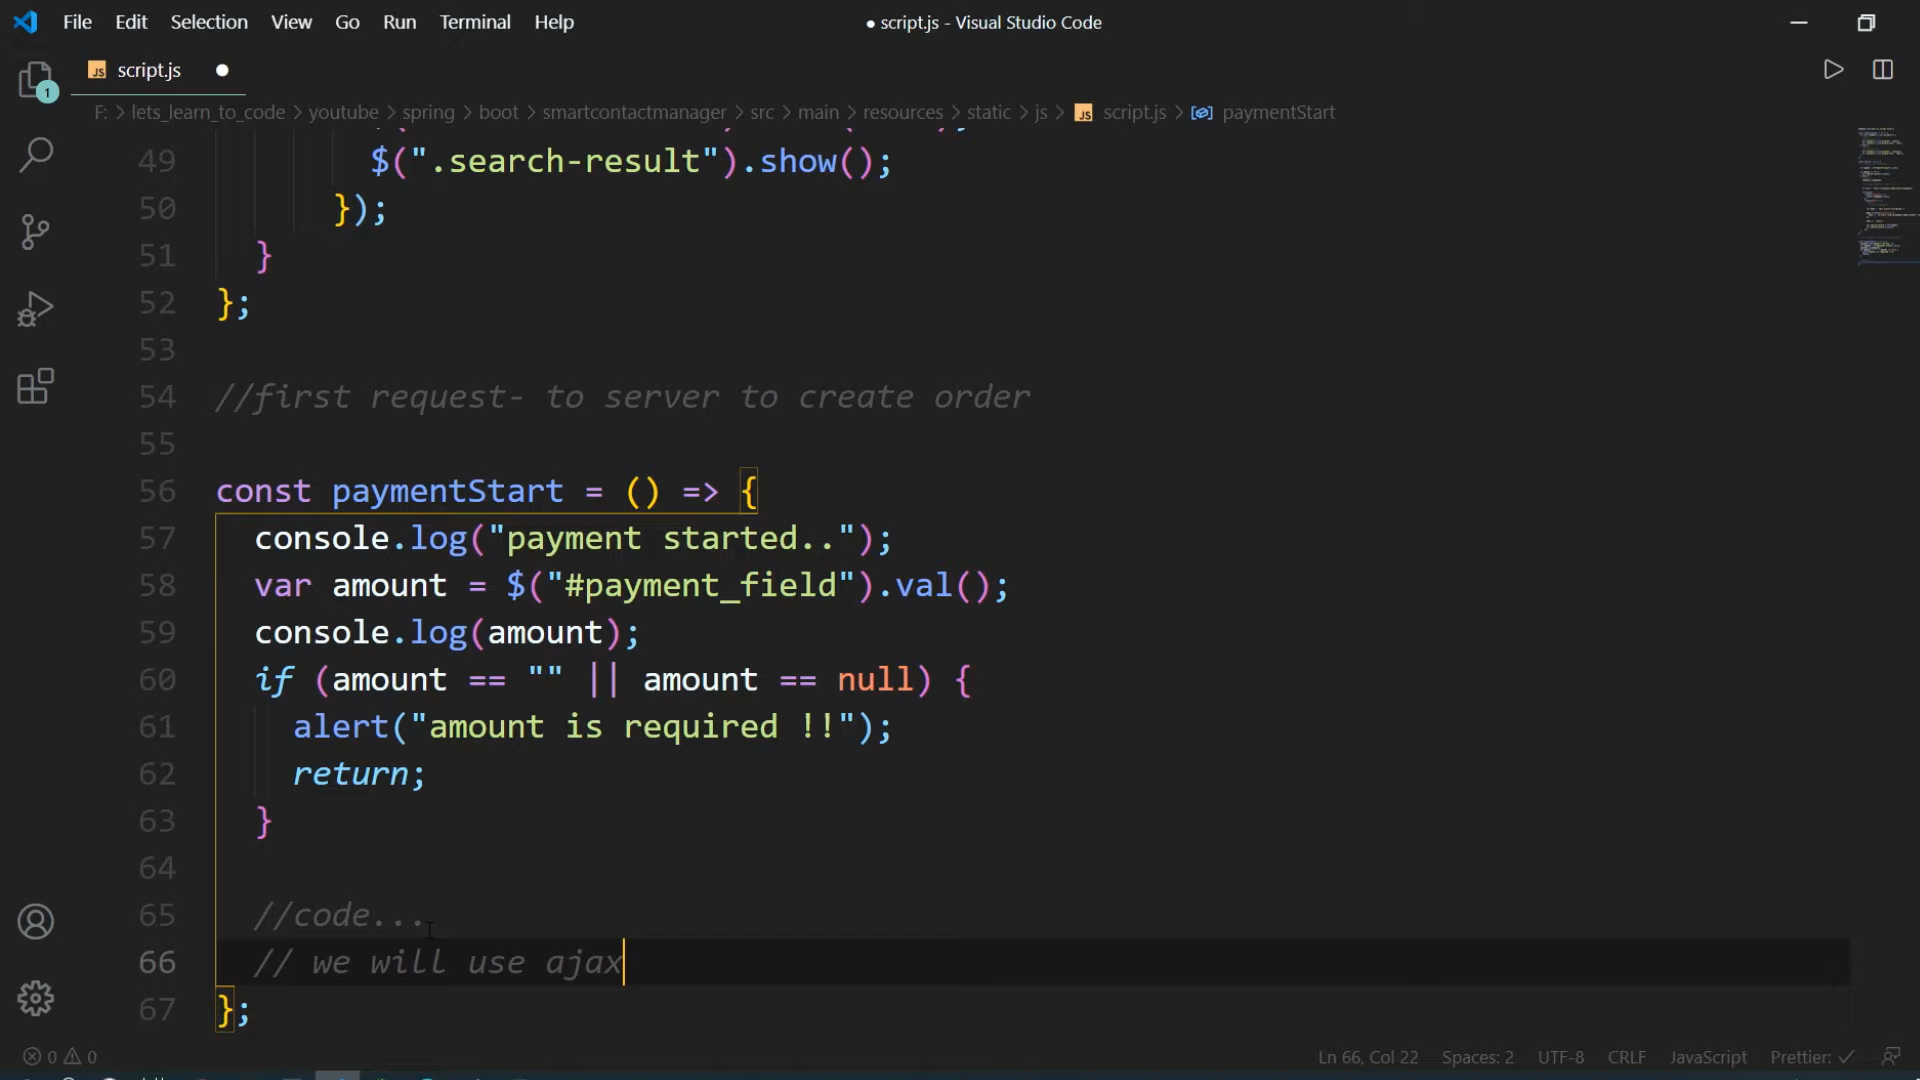 File Edit Selection View Go Run Terminal Help
● script.js - Visual Studio Code
JS script.js ●
F: > lets_learn_to_code > youtube > spring > boot > smartcontactmanager > src > main > resources > static > js > JS script.js > paymentStart
1
49 $(".search-result").show();
50 });
51 }
52 };
53
54 //first request- to server to create order
55
56 const paymentStart = () => {
57 console.log("payment started..");
58 var amount = $("#payment_field").val();
59 console.log(amount);
60 if (amount == "" || amount == null) {
61 alert("amount is required !!");
62 return;
63 }
64
65 //code...
66 // we will use ajax
67 };
0 0 Ln 66, Col 22 Spaces: 2 UTF-8 CRLF JavaScript Prettier: ✓